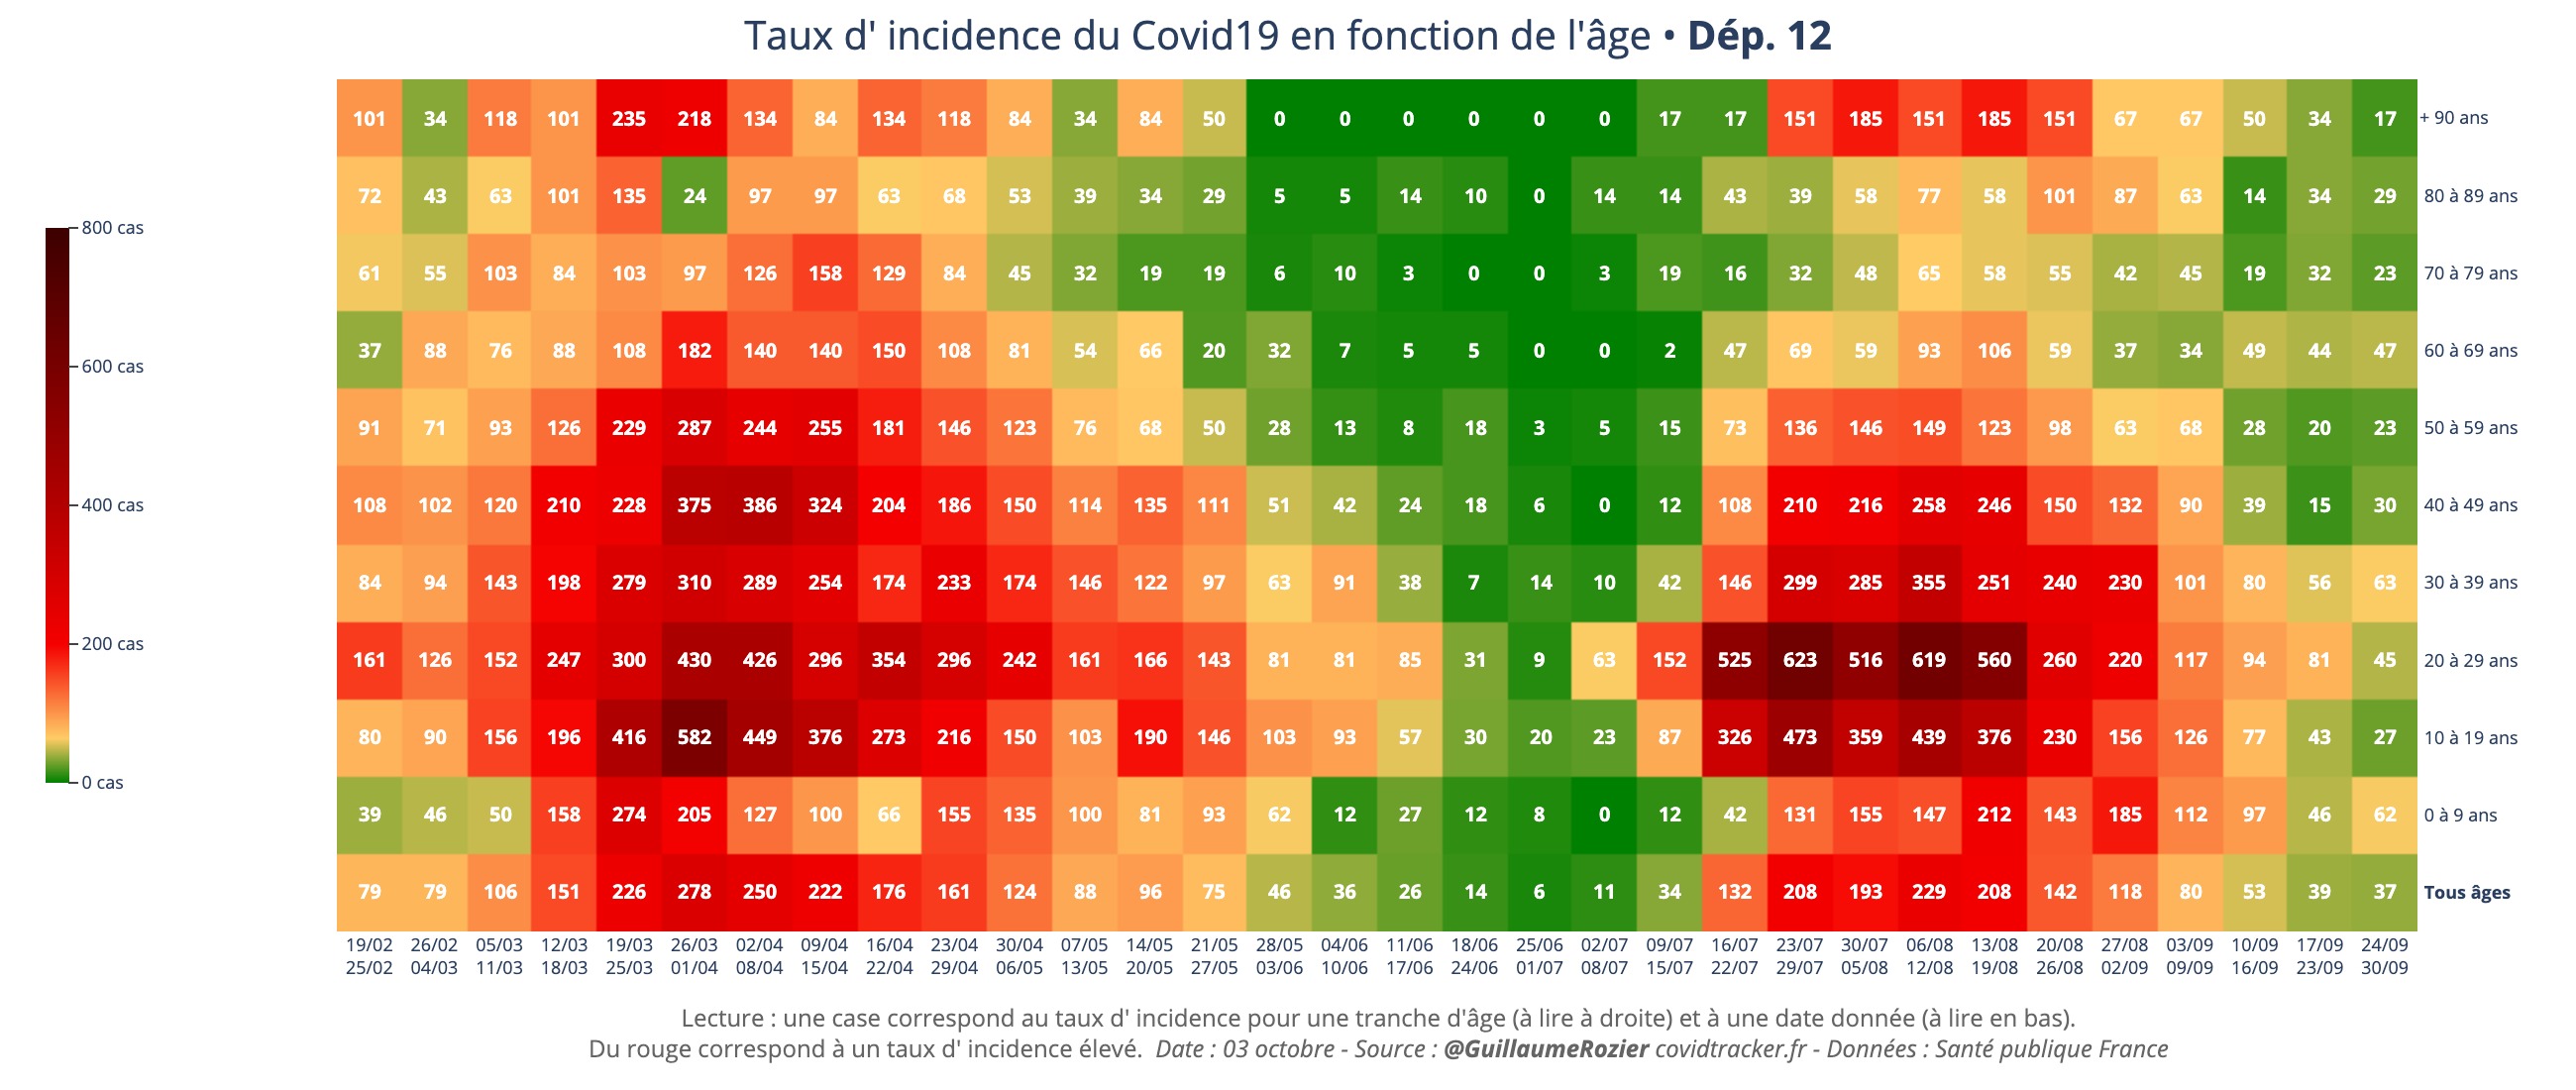 Taux d' incidence du Covid19 en fonction de l'âge • Dép. 12
101 34 118 101 235 218 134 84 134 118 84 34 84 50 0 0 0 0 0 0 17 17 151 185 151 185 151 67 67 50 34 17 + 90 ans
72 43 63 101 135 24 97 97 63 68 53 39 34 29 5 5 14 10 0 14 14 43 39 58 77 58 101 87 63 14 34 29 80 à 89 ans
800 cas
61 55 103 84 103 97 126 158 129 84 45 32 19 19 6 10 3 0 0 3 19 16 32 48 65 58 55 42 45 19 32 23 70 à 79 ans
37 88 76 88 108 182 140 140 150 108 81 54 66 20 32 7 5 5 0 0 2 47 69 59 93 106 59 37 34 49 44 47 60 à 69 ans
600 cas
91 71 93 126 229 287 244 255 181 146 123 76 68 50 28 13 8 18 3 5 15 73 136 146 149 123 98 63 68 28 20 23 50 à 59 ans
400 cas
108 102 120 210 228 375 386 324 204 186 150 114 135 111 51 42 24 18 6 0 12 108 210 216 258 246 150 132 90 39 15 30 40 à 49 ans
84 94 143 198 279 310 289 254 174 233 174 146 122 97 63 91 38 7 14 10 42 146 299 285 355 251 240 230 101 80 56 63 30 à 39 ans
200 cas
161 126 152 247 300 430 426 296 354 296 242 161 166 143 81 81 85 31 9 63 152 525 623 516 619 560 260 220 117 94 81 45 20 à 29 ans
80 90 156 196 416 582 449 376 273 216 150 103 190 146 103 93 57 30 20 23 87 326 473 359 439 376 230 156 126 77 43 27 10 à 19 ans
0 cas
39 46 50 158 274 205 127 100 66 155 135 100 81 93 62 12 27 12 8 0 12 42 131 155 147 212 143 185 112 97 46 62 0 à 9 ans
79 79 106 151 226 278 250 222 176 161 124 88 96 75 46 36 26 14 6 11 34 132 208 193 229 208 142 118 80 53 39 37 Tous âges
19/02 26/02 05/03 12/03 19/03 26/03 02/04 09/04 16/04 23/04 30/04 07/05 14/05 21/05 28/05 04/06 11/06 18/06 25/06 02/07 09/07 16/07 23/07 30/07 06/08 13/08 20/08 27/08 03/09 10/09 17/09 24/09
25/02 04/03 11/03 18/03 25/03 01/04 08/04 15/04 22/04 29/04 06/05 13/05 20/05 27/05 03/06 10/06 17/06 24/06 01/07 08/07 15/07 22/07 29/07 05/08 12/08 19/08 26/08 02/09 09/09 16/09 23/09 30/09
Lecture : une case correspond au taux d' incidence pour une tranche d'âge (à lire à droite) et à une date donnée (à lire en bas).
Du rouge correspond à un taux d' incidence élevé. Date : 03 octobre - Source : @GuillaumeRozier covidtracker.fr - Données : Santé publique France